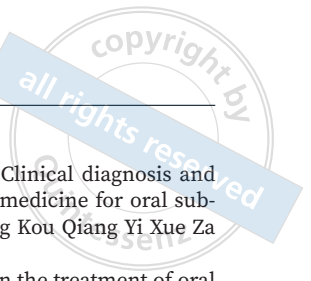 copyright by
all rights reserved
Quintessenz
Clinical diagnosis and
medicine for oral sub-
g Kou Qiang Yi Xue Za
n the treatment of oral